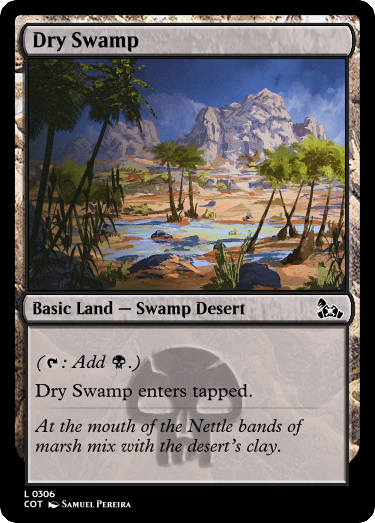 Dry Swamp
Basic Land — Swamp Desert
(: Add .)
Dry Swamp enters tapped.
At the mouth of the Nettle bands of
marsh mix with the desert's clay.
L 0306
COT Samuel Pereira